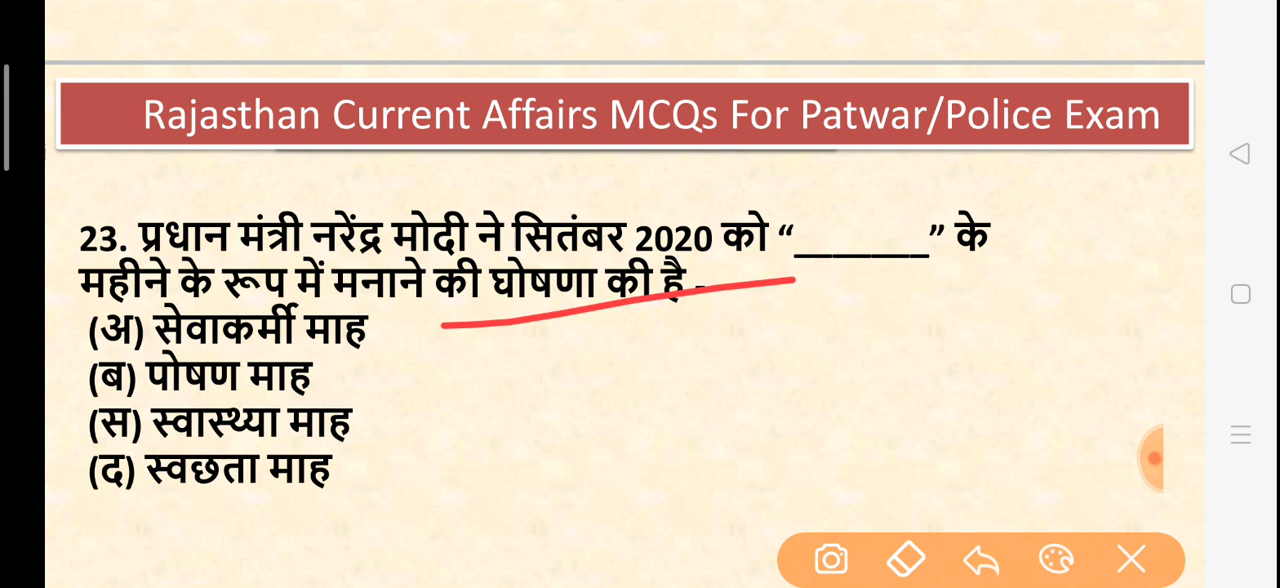 Rajasthan Current Affairs MCQs For Patwar/Police Exam
23. प्रधान मंत्री नरेंद्र मोदी ने सितंबर 2020 को “_______” के
महीने के रूप में मनाने की घोषणा की है -
(अ) सेवाकर्मी माह
(ब) पोषण माह
(स) स्वास्थ्या माह
(द) स्वछता माह